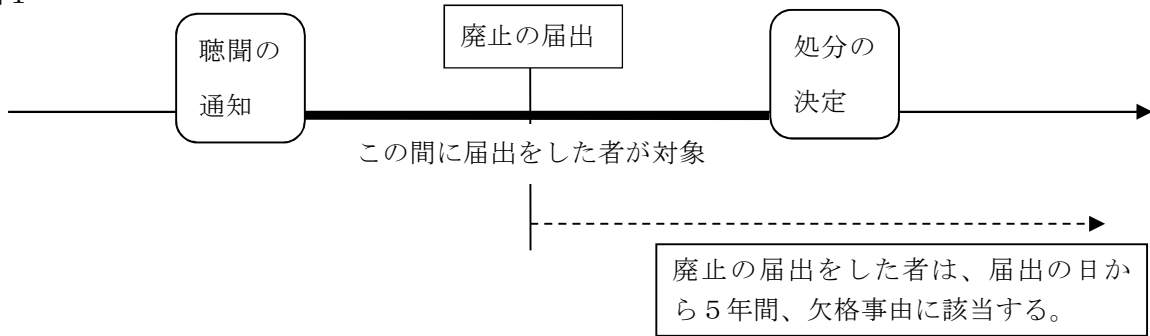 聴聞の
通知
廃止の届出
処分の
決定
この間に届出をした者が対象
廃止の届出をした者は、届出の日か
ら５年間、欠格事由に該当する。